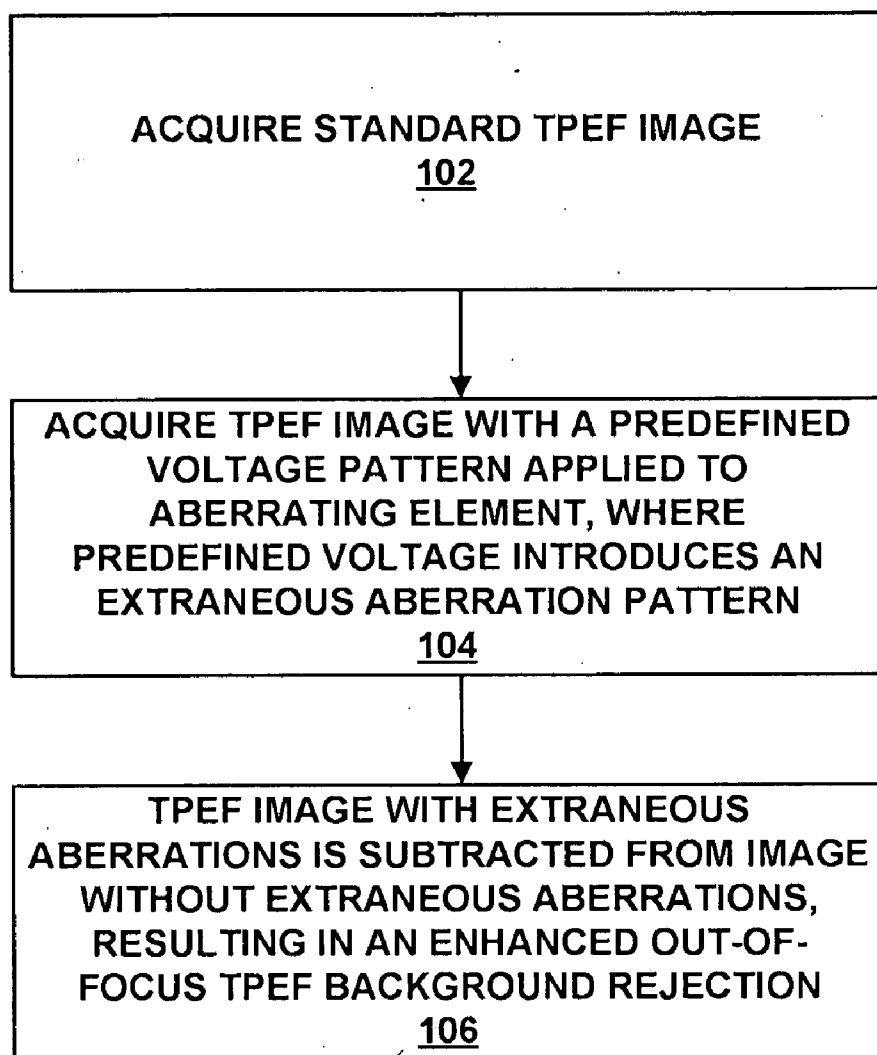 ACQUIRE STANDARD TPEF IMAGE
102
ACQUIRE TPEF IMAGE WITH A PREDEFINED
VOLTAGE PATTERN APPLIED TO
ABERRATING ELEMENT, WHERE
PREDEFINED VOLTAGE INTRODUCES AN
EXTRANEOUS ABERRATION PATTERN
104
TPEF IMAGE WITH EXTRANEOUS
ABERRATIONS IS SUBTRACTED FROM IMAGE
WITHOUT EXTRANEOUS ABERRATIONS,
RESULTING IN AN ENHANCED OUT-OF-
FOCUS TPEF BACKGROUND REJECTION
106